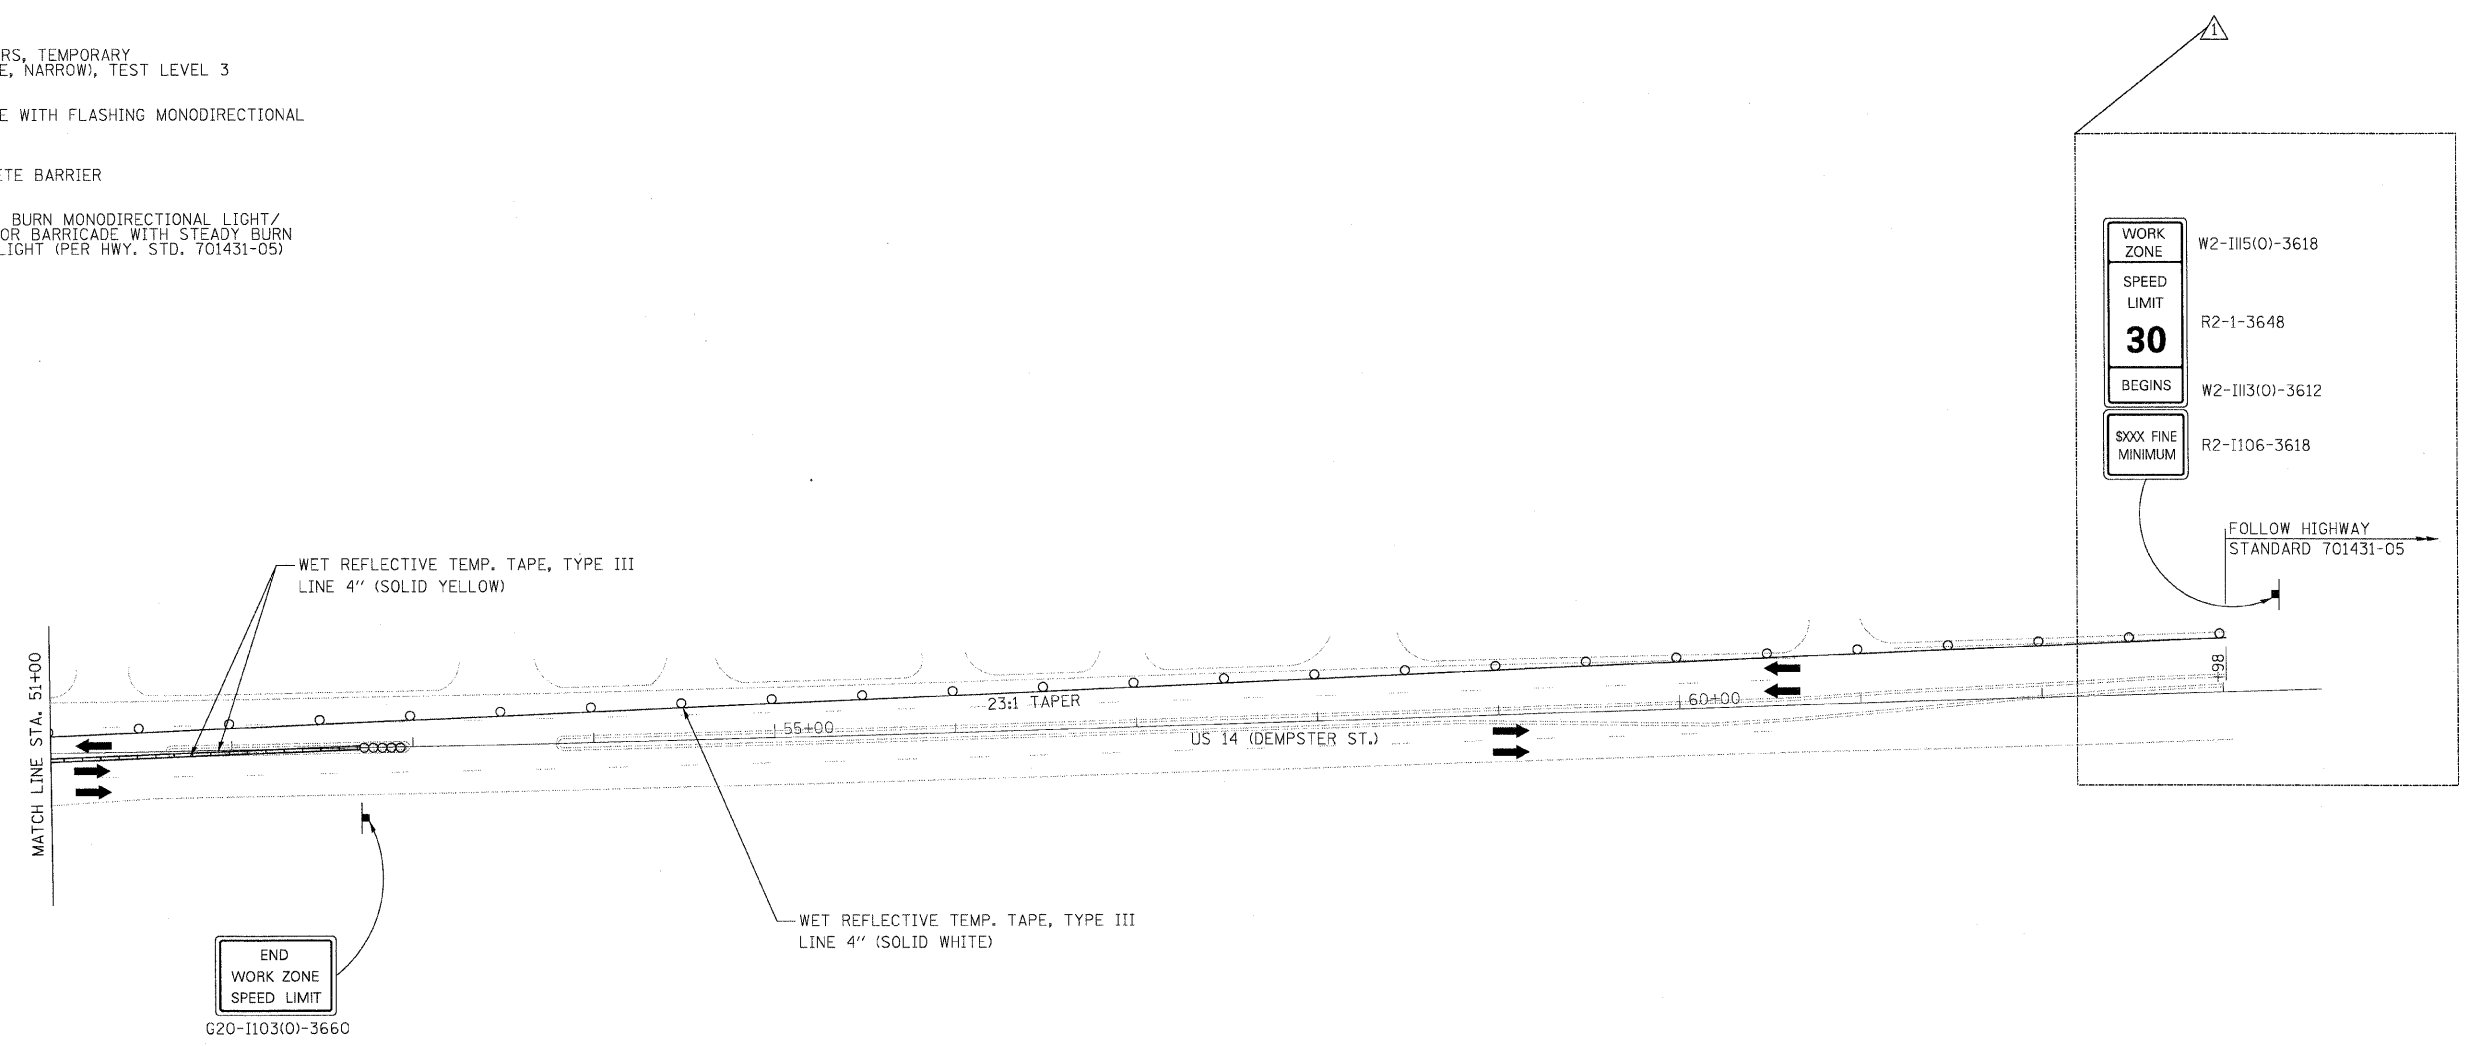 RS, TEMPORARY
E, NARROW), TEST LEVEL 3
E WITH FLASHING MONODIRECTIONAL
ETE BARRIER
BURN MONODIRECTIONAL LIGHT/
OR BARRICADE WITH STEADY BURN
LIGHT (PER HWY. STD. 701431-05)
1
WORK
ZONE
W2-I115(O)-3618
SPEED
LIMIT
30
R2-1-3648
BEGINS
W2-I113(O)-3612
$XXX FINE
MINIMUM
R2-I106-3618
FOLLOW HIGHWAY
STANDARD 701431-05
WET REFLECTIVE TEMP. TAPE, TYPE III
LINE 4" (SOLID YELLOW)
MATCH LINE STA. 51+00
23:1 TAPER
55+00
60+00
+98
US 14 (DEMPSTER ST.)
WET REFLECTIVE TEMP. TAPE, TYPE III
LINE 4" (SOLID WHITE)
END
WORK ZONE
SPEED LIMIT
G20-I103(O)-3660